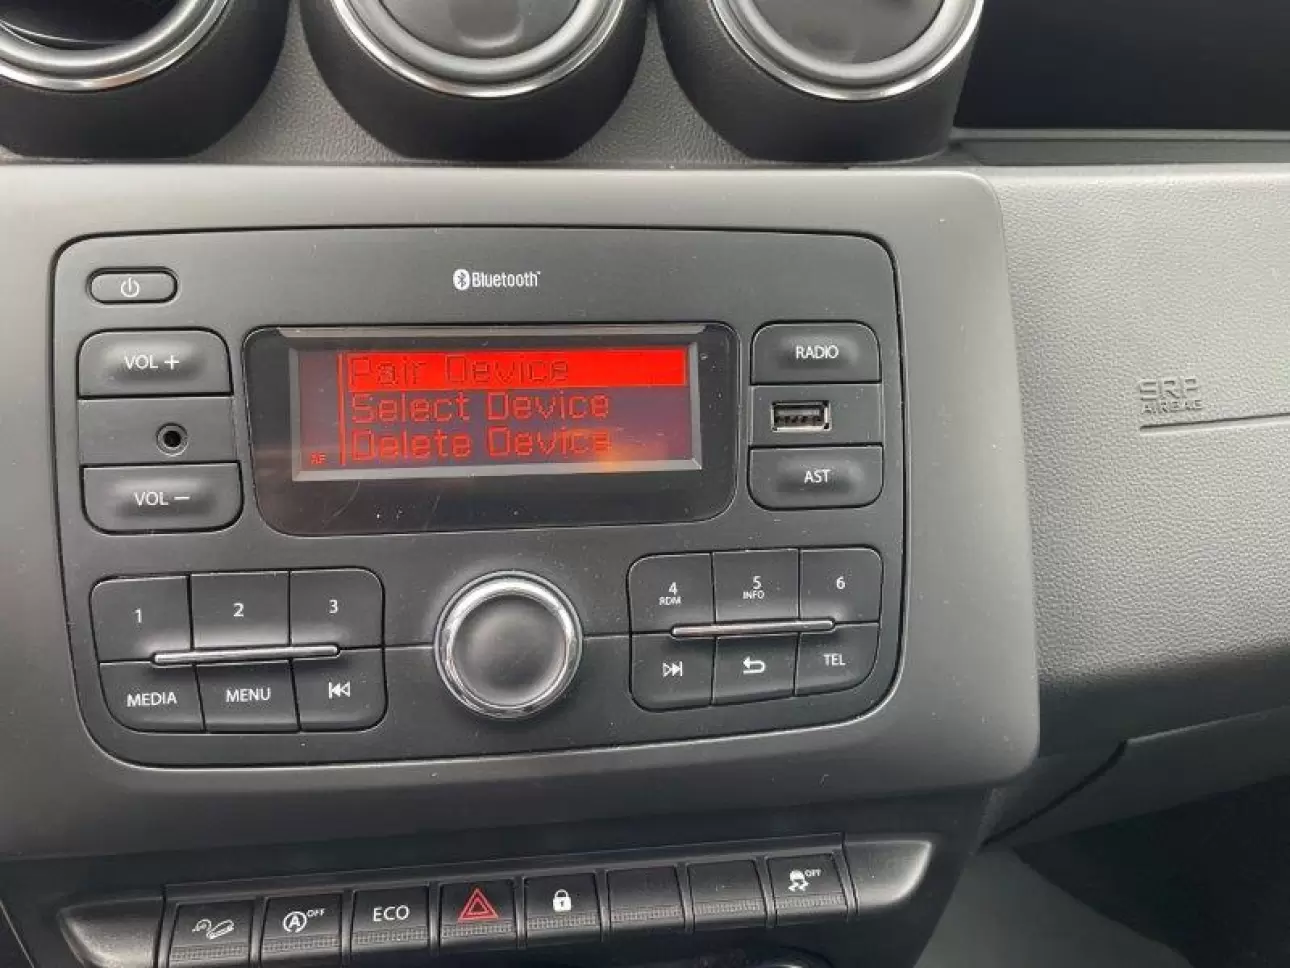 Bluetooth
VOL +
Pair Device
Select Device
Delete Device
AF
VOL −
RADIO
AST
SRP
AIRBAG
1
2
3
MEDIA
MENU
4
RDM
5
INFO
6
TEL
A OFF
ECO
OFF